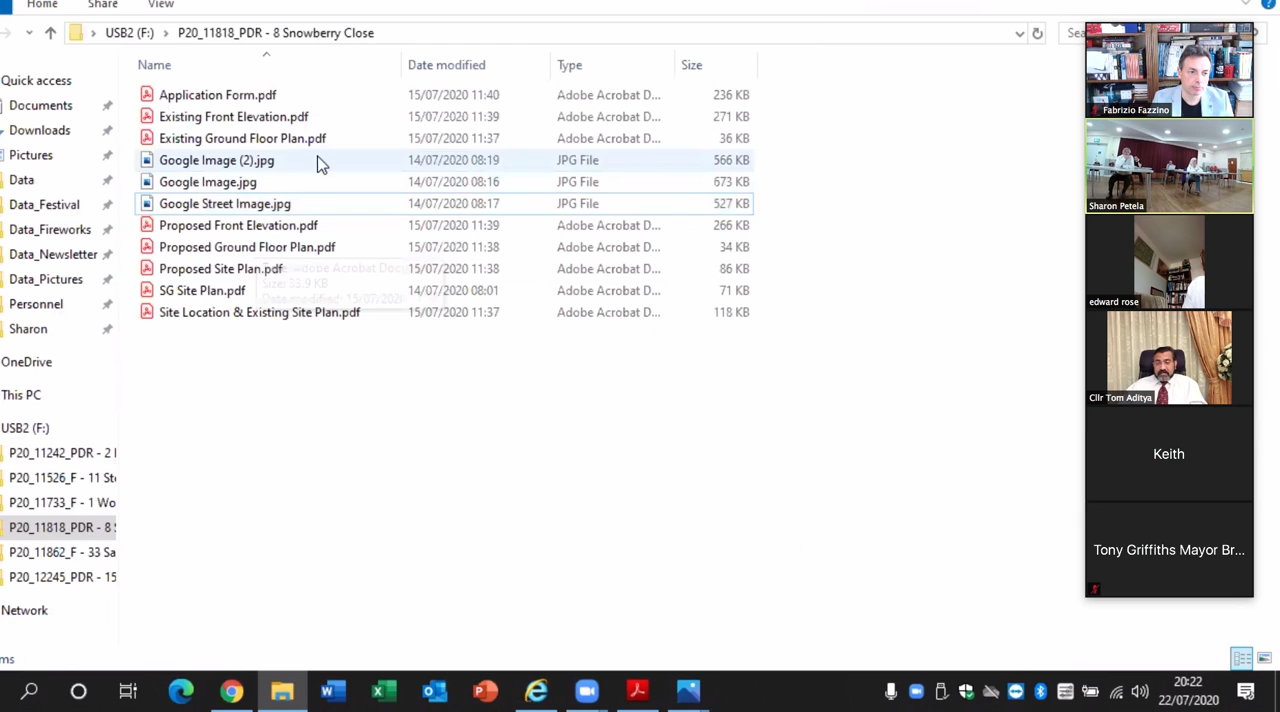 Home Share View
USB2 (F:) P20_11818_PDR - 8 Snowberry Close
Name Date modified Type Size
Application Form.pdf 15/07/2020 11:40 Adobe Acrobat D... 236 KB
Existing Front Elevation.pdf 15/07/2020 11:39 Adobe Acrobat D... 271 KB
Existing Ground Floor Plan.pdf 15/07/2020 11:37 Adobe Acrobat D... 36 KB
Google Image (2).jpg 14/07/2020 08:19 JPG File 566 KB
Google Image.jpg 14/07/2020 08:16 JPG File 673 KB
Google Street Image.jpg 14/07/2020 08:17 JPG File 527 KB
Proposed Front Elevation.pdf 15/07/2020 11:39 Adobe Acrobat D... 266 KB
Proposed Ground Floor Plan.pdf 15/07/2020 11:38 Adobe Acrobat D... 34 KB
Proposed Site Plan.pdf 15/07/2020 11:38 Adobe Acrobat D... 86 KB
SG Site Plan.pdf 14/07/2020 08:01 Adobe Acrobat D... 71 KB
Site Location & Existing Site Plan.pdf 15/07/2020 11:37 Adobe Acrobat D... 118 KB
Size: 33.9 KB
Quick access
Documents
Downloads
Pictures
Data
Data_Festival
Data_Fireworks
Data_Newsletter
Data_Pictures
Personnel
Sharon
OneDrive
This PC
USB2 (F:)
P20_11242_PDR - 2
P20_11526_F - 11 St
P20_11733_F - 1 Wo
P20_11818_PDR - 8
P20_11862_F - 33 Sa
P20_12245_PDR - 15
Network
ms
Sea
Fabrizio Fazzino
Sharon Petela
edward rose
Cllr Tom Aditya
Keith
Tony Griffiths Mayor Br...
20:22
22/07/2020